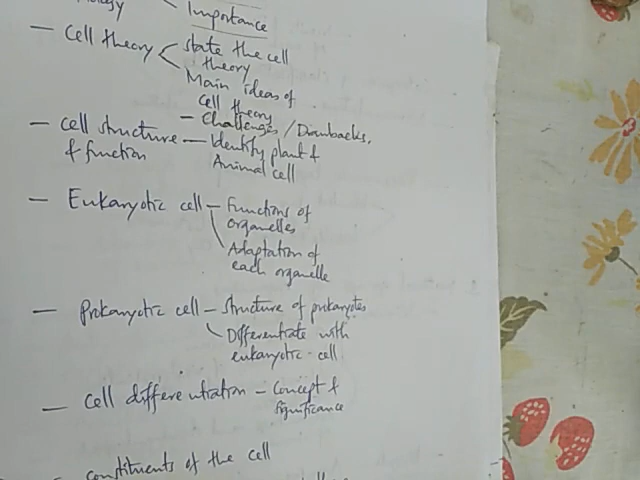 Importance
— Cell theory < state the cell
theory
Main ideas of
cell theory
— Challenges / Drawbacks.
— Cell structure — Identify plant &
& function Animal cell
— Eukaryotic cell — Functions of
organelles
\ Adaptation of
each organelle
— Prokaryotic cell — Structure of prokaryotes
\ Differentiate with
eukaryotic cell
— Cell differentiation — Concept &
significance
— constituents of the cell